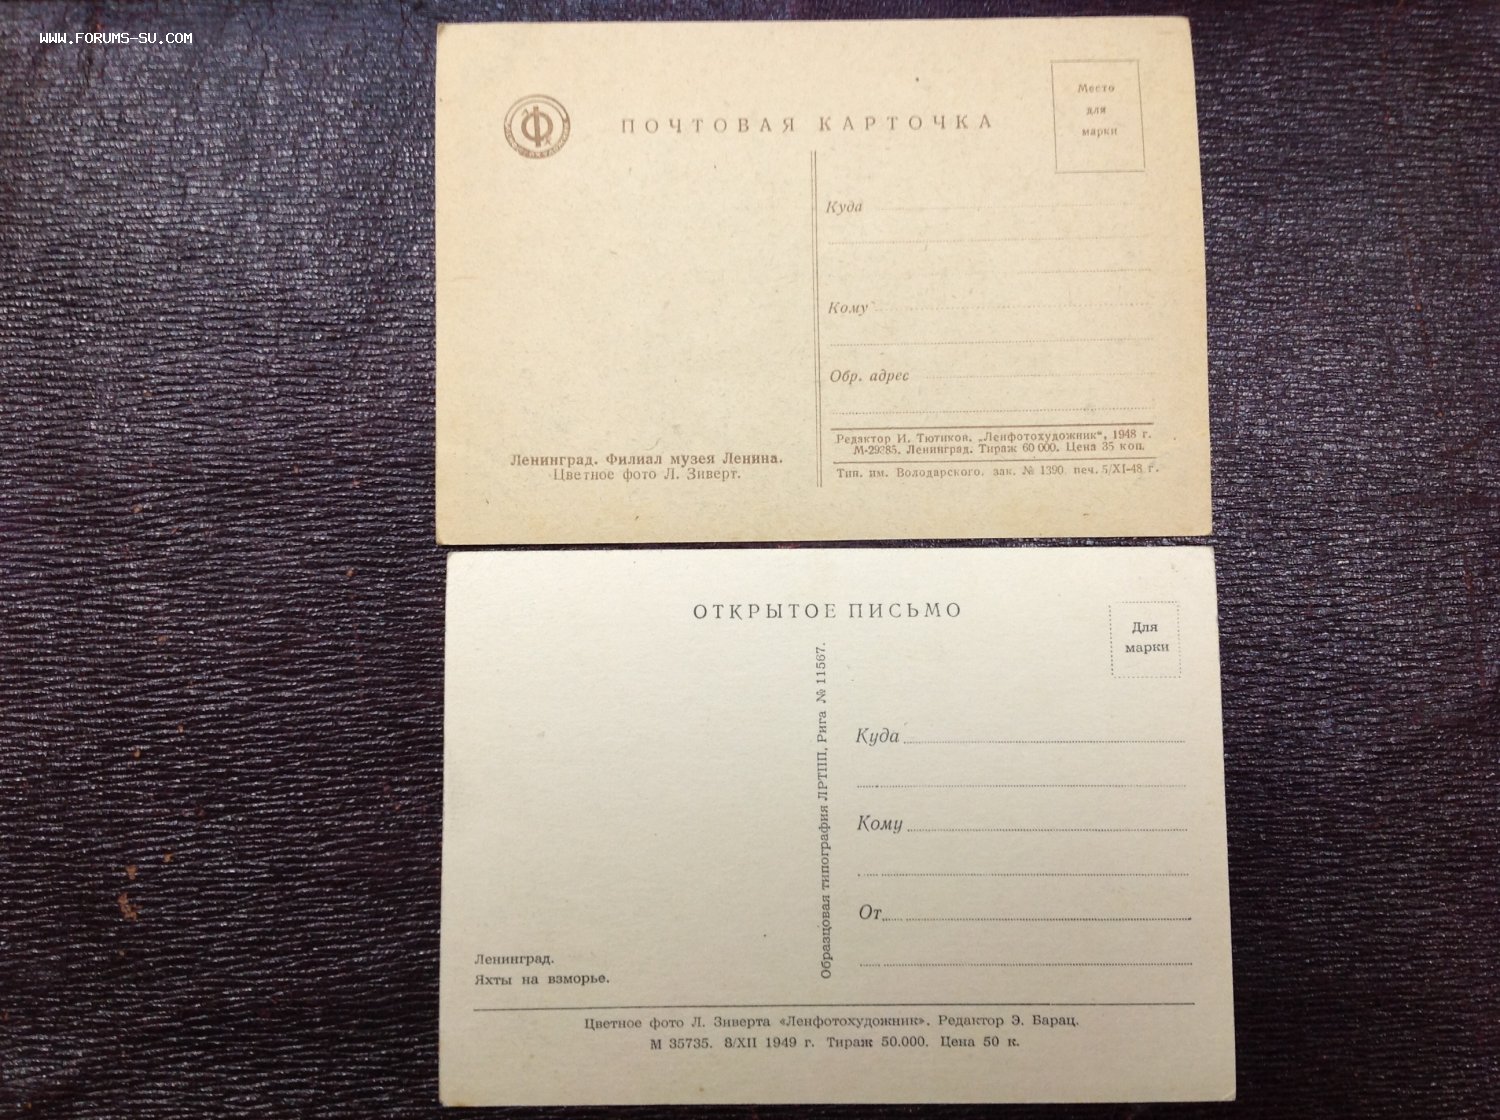 WWW.FORUMS-SU.COM
ПОЧТОВАЯ КАРТОЧКА
Место
для
марки
Куда
Кому
Обр. адрес
Ленинград. Филиал музея Ленина.
Цветное фото Л. Зиверт.
Редактор И. Тютиков. „Ленфотохудожник“, 1948 г.
М-29285. Ленинград. Тираж 60 000. Цена 35 коп.
Тип. им. Володарского. зак. № 1390 печ. 5/XI-48 г.
ОТКРЫТОЕ ПИСЬМО
Для
марки
Образцовая типография ЛРТПП, Рига № 11567.
Куда
Кому
От
Ленинград.
Яхты на взморье.
Цветное фото Л. Зиверта «Ленфотохудожник». Редактор Э. Барац.
М 35735. 8/XII 1949 г. Тираж 50.000. Цена 50 к.